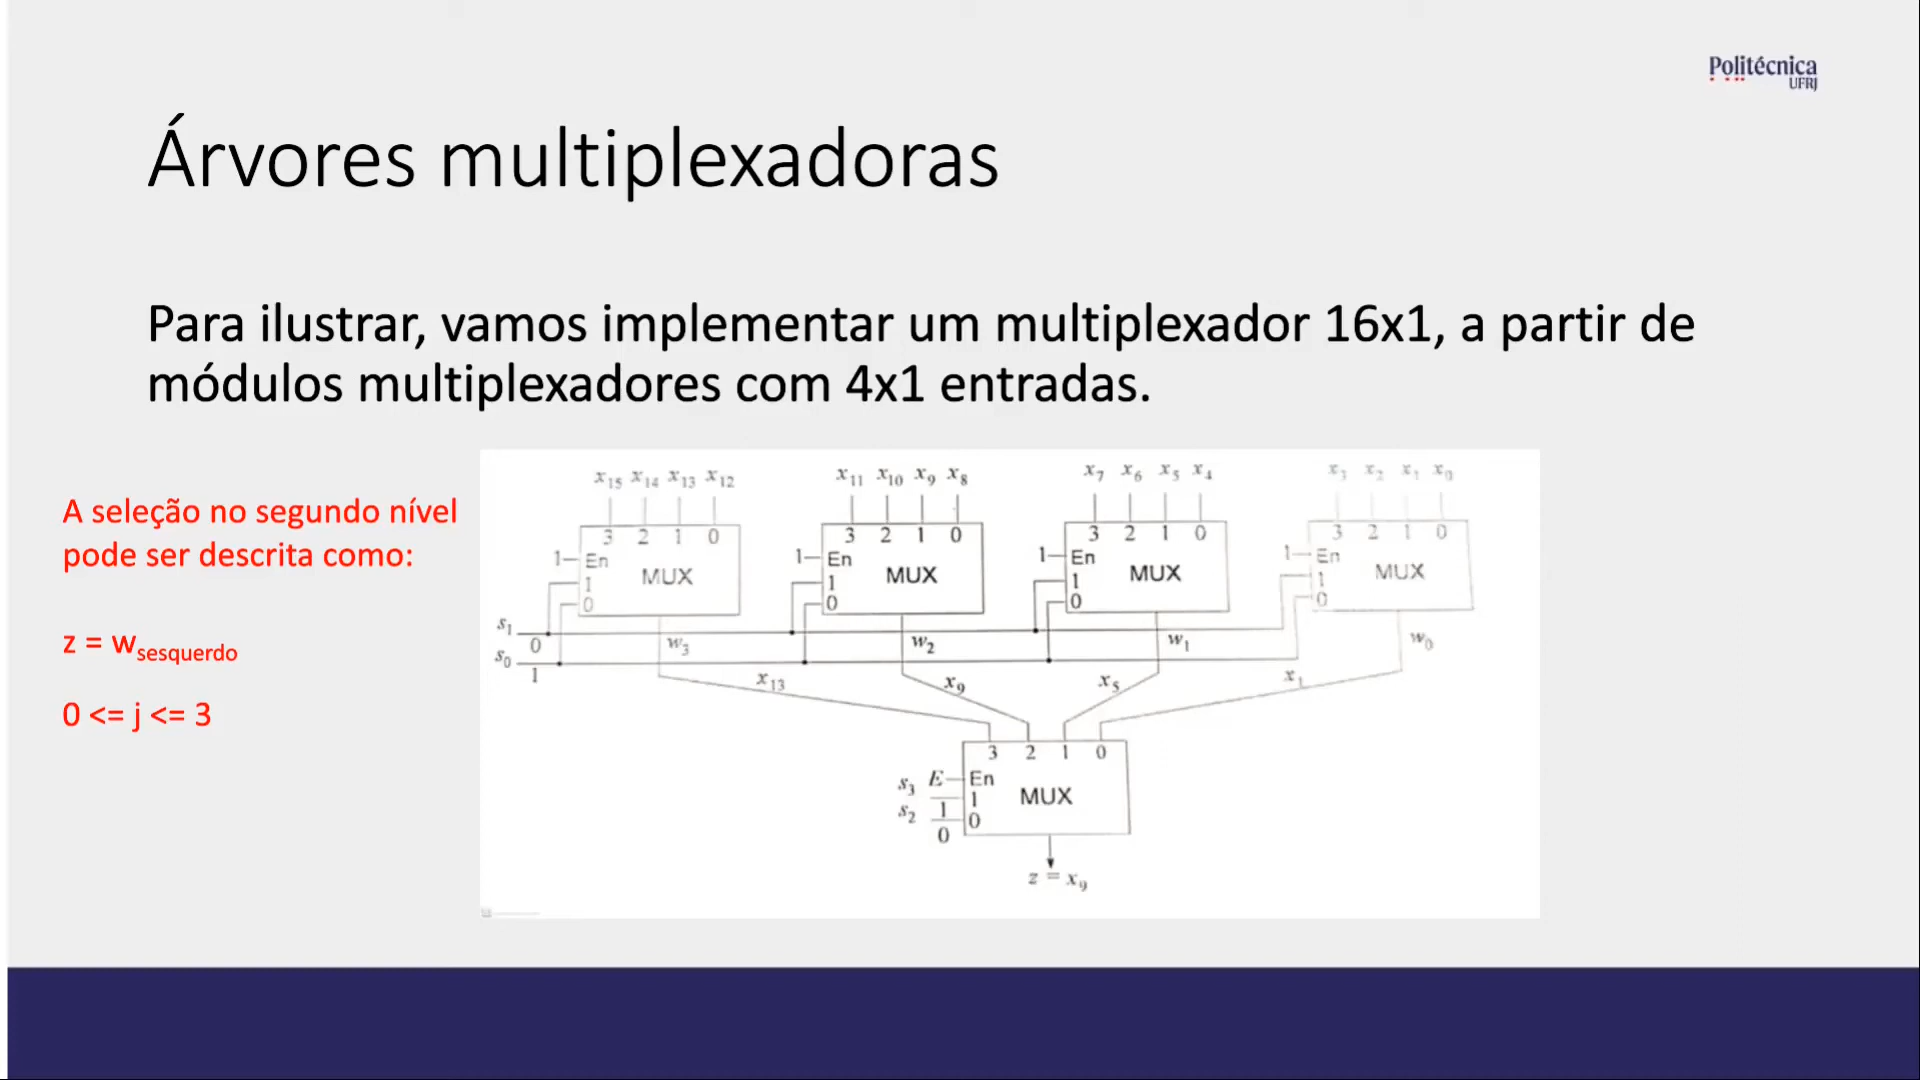 Politécnica
UFRJ
Árvores multiplexadoras
Para ilustrar, vamos implementar um multiplexador 16x1, a partir de
módulos multiplexadores com 4x1 entradas.
A seleção no segundo nível
pode ser descrita como:
z = wsesquerdo
0 <= j <= 3
x15 x14 x13 x12
x11 x10 x9 x8
x7 x6 x5 x4
x3 x2 x1 x0
3 2 1 0
3 2 1 0
3 2 1 0
3 2 1 0
1 En
1 En
1 En
1 En
MUX
MUX
MUX
MUX
1
1
1
1
0
0
0
0
s1
0
w3
w2
w1
w0
s0
1
x13
x9
x5
x1
3 2 1 0
s3 E En
MUX
s2 1 1
0
0
z = x9